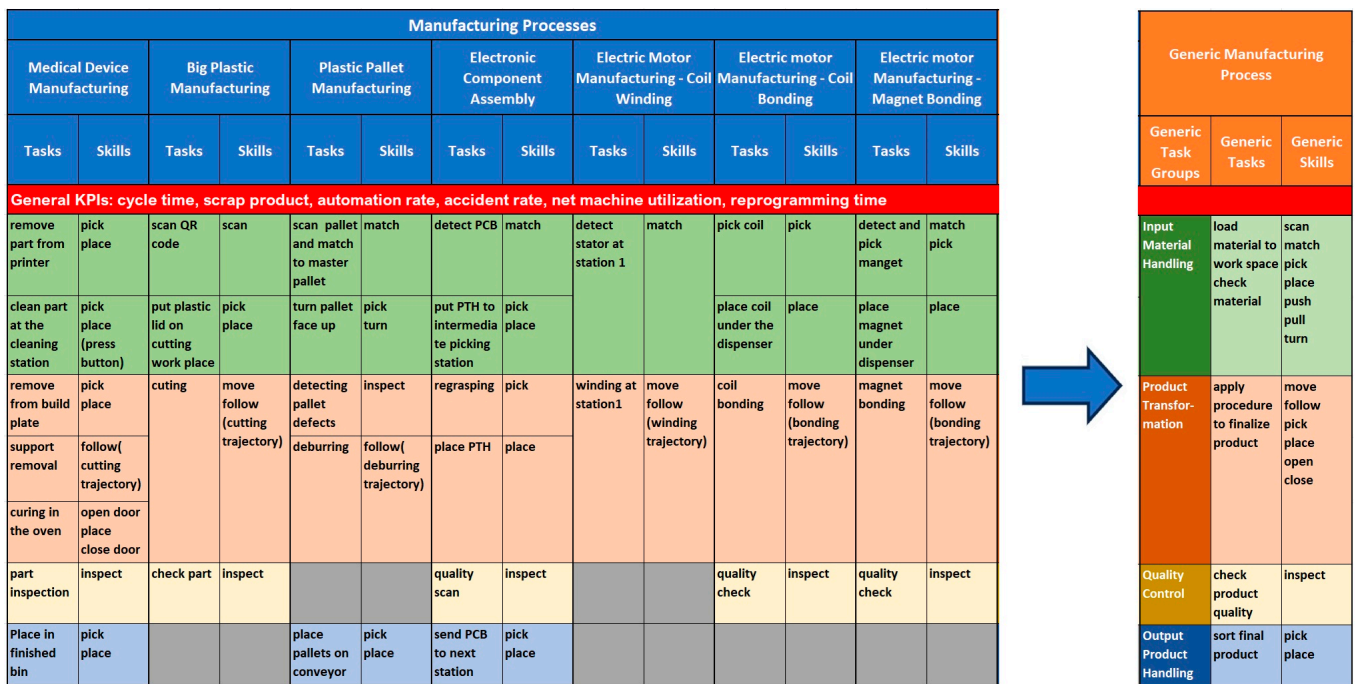 Manufacturing Processes
Medical Device
Manufacturing
Big Plastic
Manufacturing
Plastic Pallet
Manufacturing
Electronic
Component
Assembly
Electric Motor
Manufacturing - Coil
Winding
Electric motor
Manufacturing - Coil
Bonding
Electric motor
Manufacturing -
Magnet Bonding
Tasks
Skills
Tasks
Skills
Tasks
Skills
Tasks
Skills
Tasks
Skills
Tasks
Skills
Tasks
Skills
General KPIs: cycle time, scrap product, automation rate, accident rate, net machine utilization, reprogramming time
remove
part from
printer
pick
place
scan QR
code
scan
scan pallet
and match
to master
pallet
match
detect PCB
match
detect
stator at
station 1
match
pick coil
pick
detect and
pick
manget
match
pick
clean part
at the
cleaning
station
pick
place
(press
button)
put plastic
lid on
cutting
work place
pick
place
turn pallet
face up
pick
turn
put PTH to
intermedia
te picking
station
pick
place
place coil
under the
dispenser
place
place
magnet
under
dispenser
place
remove
from build
plate
pick
place
cuting
move
follow
(cutting
trajectory)
detecting
pallet
defects
inspect
regrasping
pick
winding at
station1
move
follow
(winding
trajectory)
coil
bonding
move
follow
(bonding
trajectory)
magnet
bonding
move
follow
(bonding
trajectory)
support
removal
follow(
cutting
trajectory)
deburring
follow(
deburring
trajectory)
place PTH
place
curing in
the oven
open door
place
close door
part
inspection
inspect
check part
inspect
quality
scan
inspect
quality
check
inspect
quality
check
inspect
Place in
finished
bin
pick
place
place
pallets on
conveyor
pick
place
send PCB
to next
station
pick
place
Generic Manufacturing
Process
Generic
Task
Groups
Generic
Tasks
Generic
Skills
Input
Material
Handling
load
material to
work space
check
material
scan
match
pick
place
push
pull
turn
Product
Transfor-
mation
apply
procedure
to finalize
product
move
follow
pick
place
open
close
Quality
Control
check
product
quality
inspect
Output
Product
Handling
sort final
product
pick
place